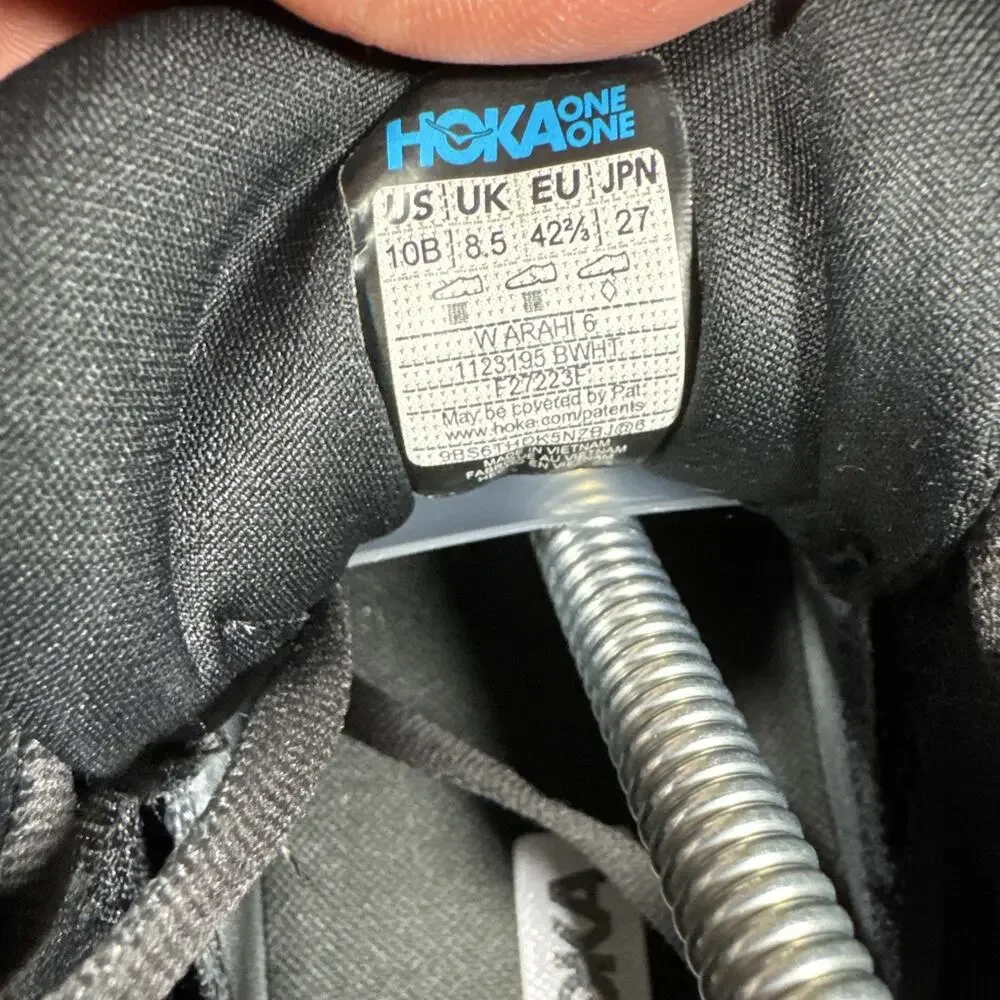 HOKA ONE ONE
US UK EU JPN
10B 8.5 42⅔ 27
W ARAHI 6
1123195 BWHT
F27223F
May be covered by Pat.
www.hoka.com/patents
MADE IN VIETNAM